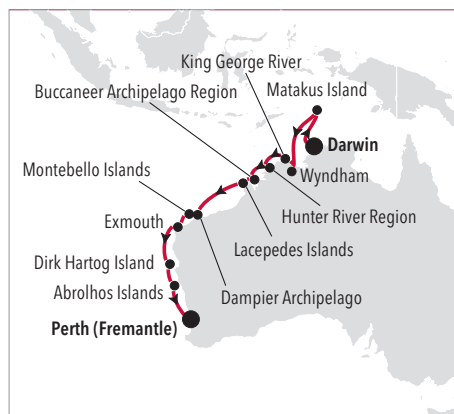 King George River
Matakus Island
Buccaneer Archipelago Region
Darwin
Montebello Islands
Wyndham
Exmouth
Hunter River Region
Lacepedes Islands
Dirk Hartog Island
Abrolhos Islands
Dampier Archipelago
Perth (Fremantle)